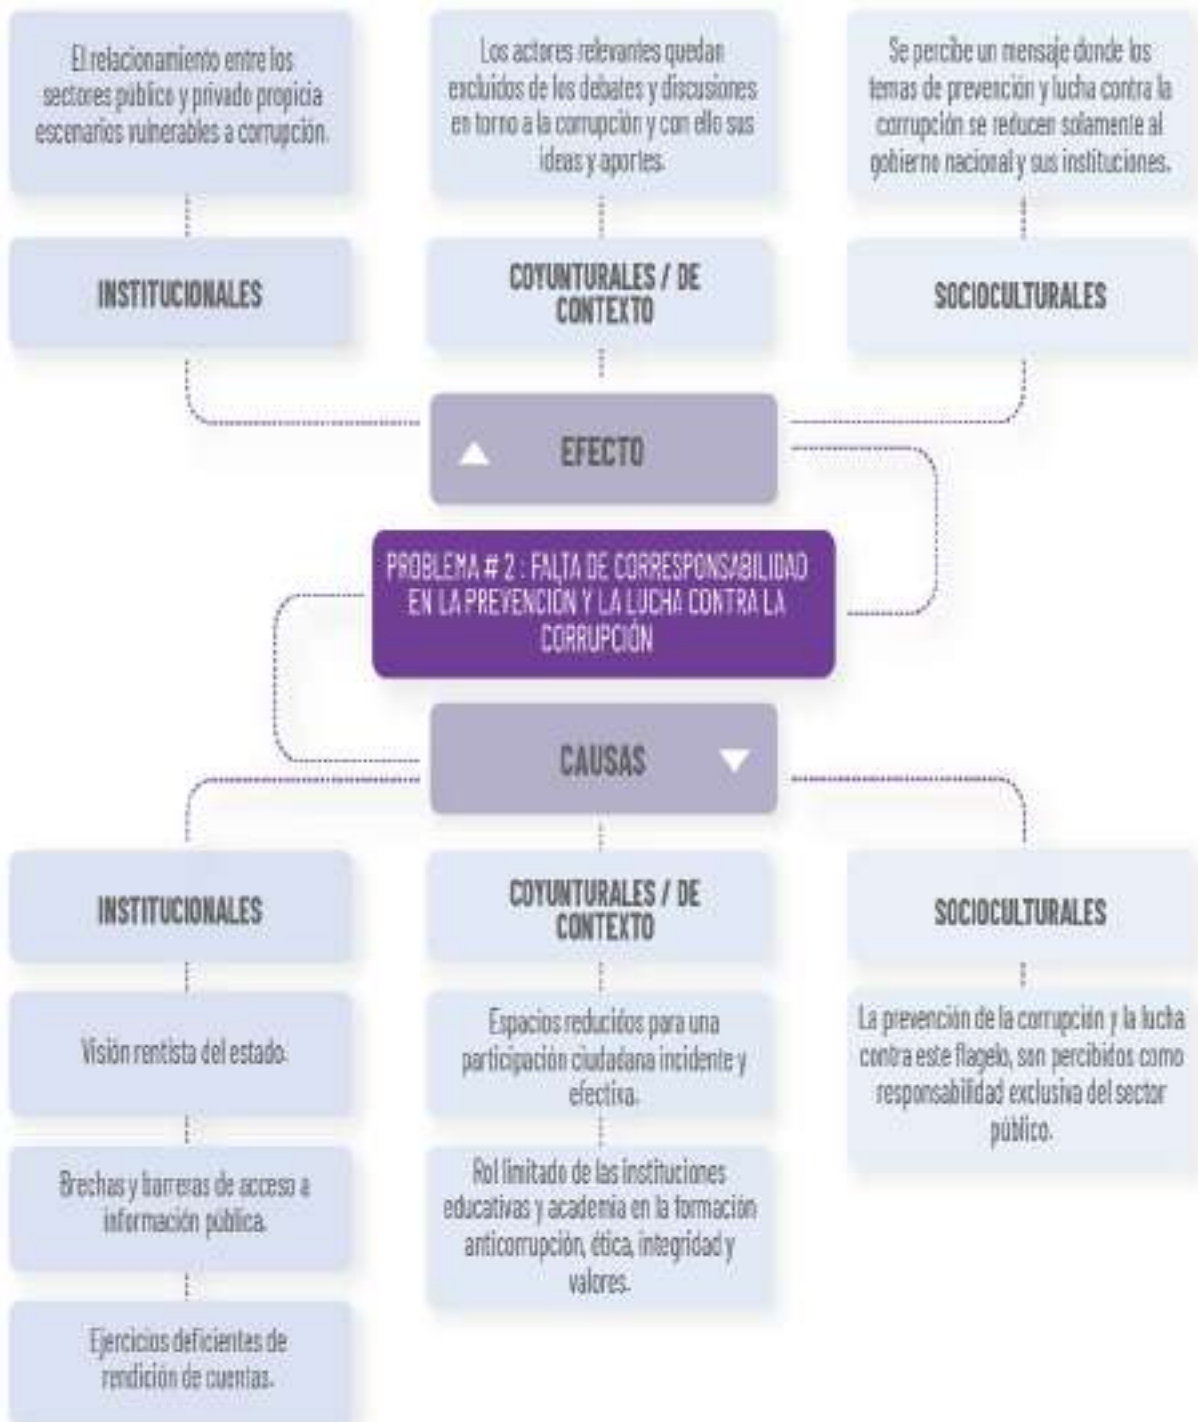 El relacionamiento entre los
sectores público y privado propicia
escenarios vulnerables a corrupción.
Los actores relevantes quedan
excluidos de los debates y discusiones
en torno a la corrupción y con ello sus
ideas y aportes.
Se percibe un mensaje donde los
temas de prevención y lucha contra la
corrupción se reducen solamente al
gobierno nacional y sus instituciones.
INSTITUCIONALES
COYUNTURALES / DE
CONTEXTO
SOCIOCULTURALES
EFECTO
PROBLEMA # 2 : FALTA DE CORRESPONSABILIDAD
EN LA PREVENCIÓN Y LA LUCHA CONTRA LA
CORRUPCIÓN
CAUSAS
INSTITUCIONALES
COYUNTURALES / DE
CONTEXTO
SOCIOCULTURALES
Visión rentista del estado.
Espacios reducidos para una
participación ciudadana incidente y
efectiva.
La prevención de la corrupción y la lucha
contra este flagelo, son percibidos como
responsabilidad exclusiva del sector
público.
Brechas y barreras de acceso a
información pública.
Rol limitado de las instituciones
educativas y academia en la formación
anticorrupción, ética, integridad y
valores.
Ejercicios deficientes de
rendición de cuentas.